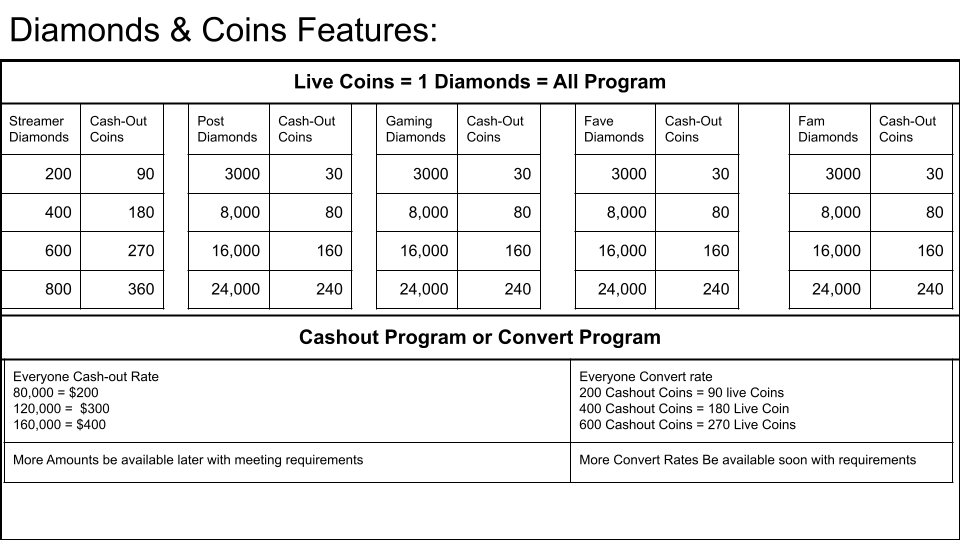 Diamonds & Coins Features:
Live Coins = 1 Diamonds = All Program
Streamer Diamonds Cash-Out Coins Post Diamonds Cash-Out Coins Gaming Diamonds Cash-Out Coins Fave Diamonds Cash-Out Coins Fam Diamonds Cash-Out Coins
200 90 3000 30 3000 30 3000 30 3000 30
400 180 8,000 80 8,000 80 8,000 80 8,000 80
600 270 16,000 160 16,000 160 16,000 160 16,000 160
800 360 24,000 240 24,000 240 24,000 240 24,000 240
Cashout Program or Convert Program
Everyone Cash-out Rate
80,000 = $200
120,000 =  $300
160,000 = $400
Everyone Convert rate
200 Cashout Coins = 90 live Coins
400 Cashout Coins = 180 Live Coin
600 Cashout Coins = 270 Live Coins
More Amounts be available later with meeting requirements
More Convert Rates Be available soon with requirements